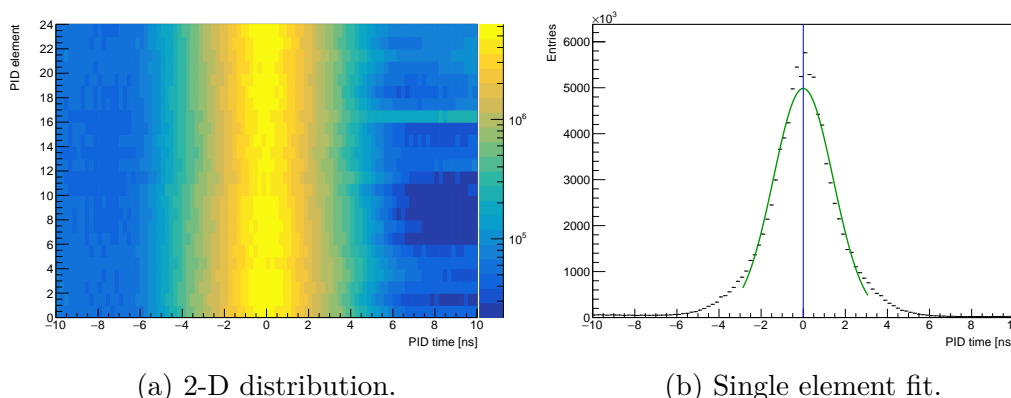 PID element
24
22
20
18
16
14
12
10
8
6
4
2
0
−10 −8 −6 −4 −2 0 2 4 6 8 10
PID time [ns]
10⁶
10⁵
×10³
Entries
6000
5000
4000
3000
2000
1000
0
−10 −8 −6 −4 −2 0 2 4 6 8 10
PID time [ns]
(a) 2-D distribution.
(b) Single element fit.